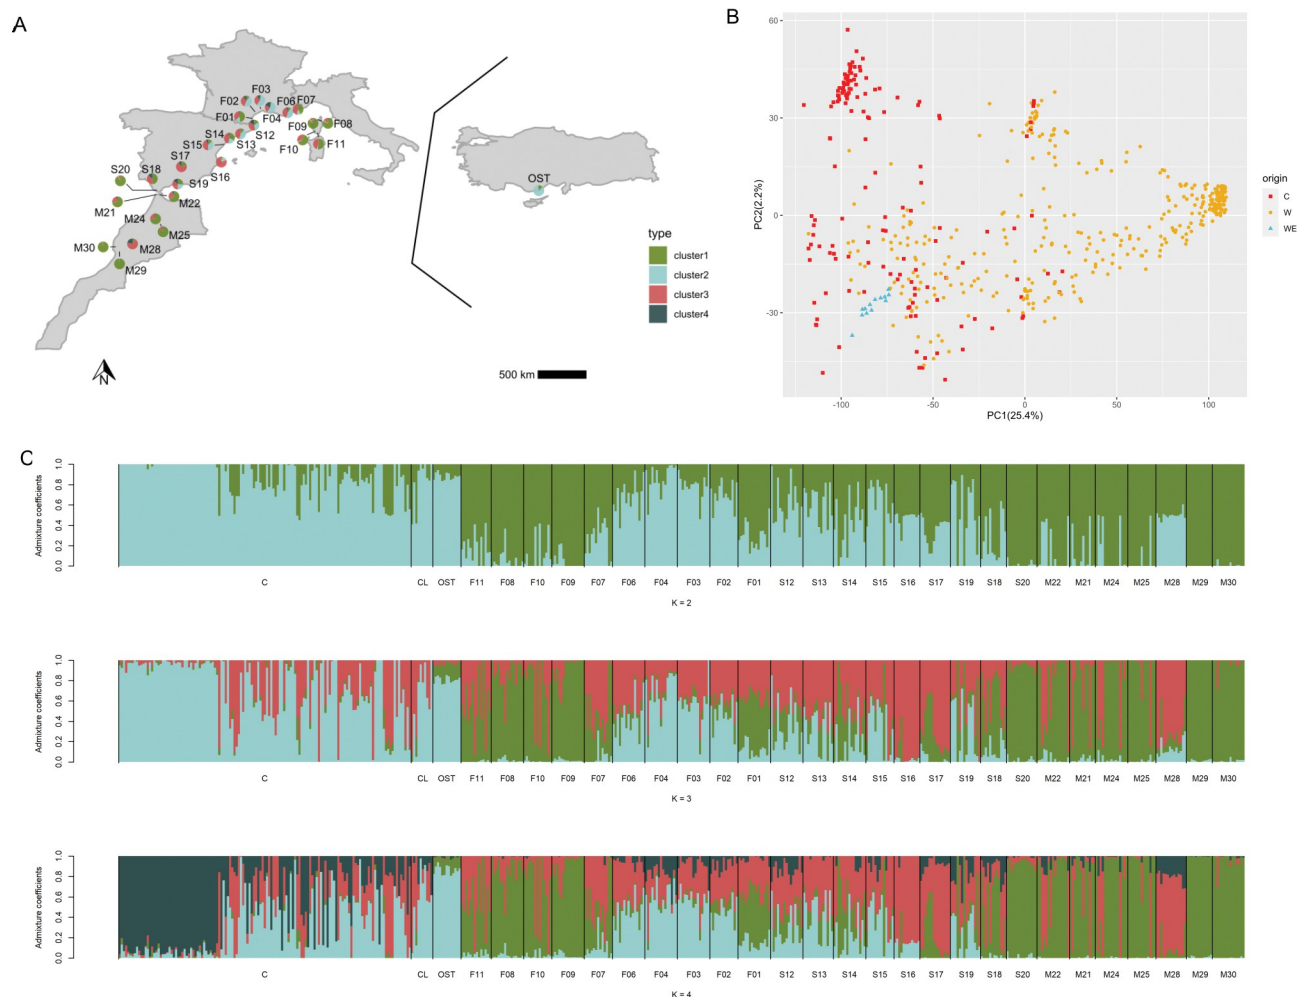 A
F03
F02
F06 F07
F01
F04
F09
F08
S14
S12
S15
S13
F10
F11
S17
S20
S18
S16
S19
M22
M21
M24
M25
M30
M28
M29
OST
N
500 km
type
cluster1
cluster2
cluster3
cluster4
B
60
30
0
-30
PC2(2.2%)
-100 -50 0 50 100
PC1(25.4%)
origin
C
W
WE
C
Admixture coefficients
0.0 0.2 0.4 0.6 0.8 1.0
C CL OST F11 F08 F10 F09 F07 F06 F04 F03 F02 F01 S12 S13 S14 S15 S16 S17 S19 S18 S20 M22 M21 M24 M25 M28 M29 M30
K = 2
Admixture coefficients
0.0 0.2 0.4 0.6 0.8 1.0
C CL OST F11 F08 F10 F09 F07 F06 F04 F03 F02 F01 S12 S13 S14 S15 S16 S17 S19 S18 S20 M22 M21 M24 M25 M28 M29 M30
K = 3
Admixture coefficients
0.0 0.2 0.4 0.6 0.8 1.0
C CL OST F11 F08 F10 F09 F07 F06 F04 F03 F02 F01 S12 S13 S14 S15 S16 S17 S19 S18 S20 M22 M21 M24 M25 M28 M29 M30
K = 4